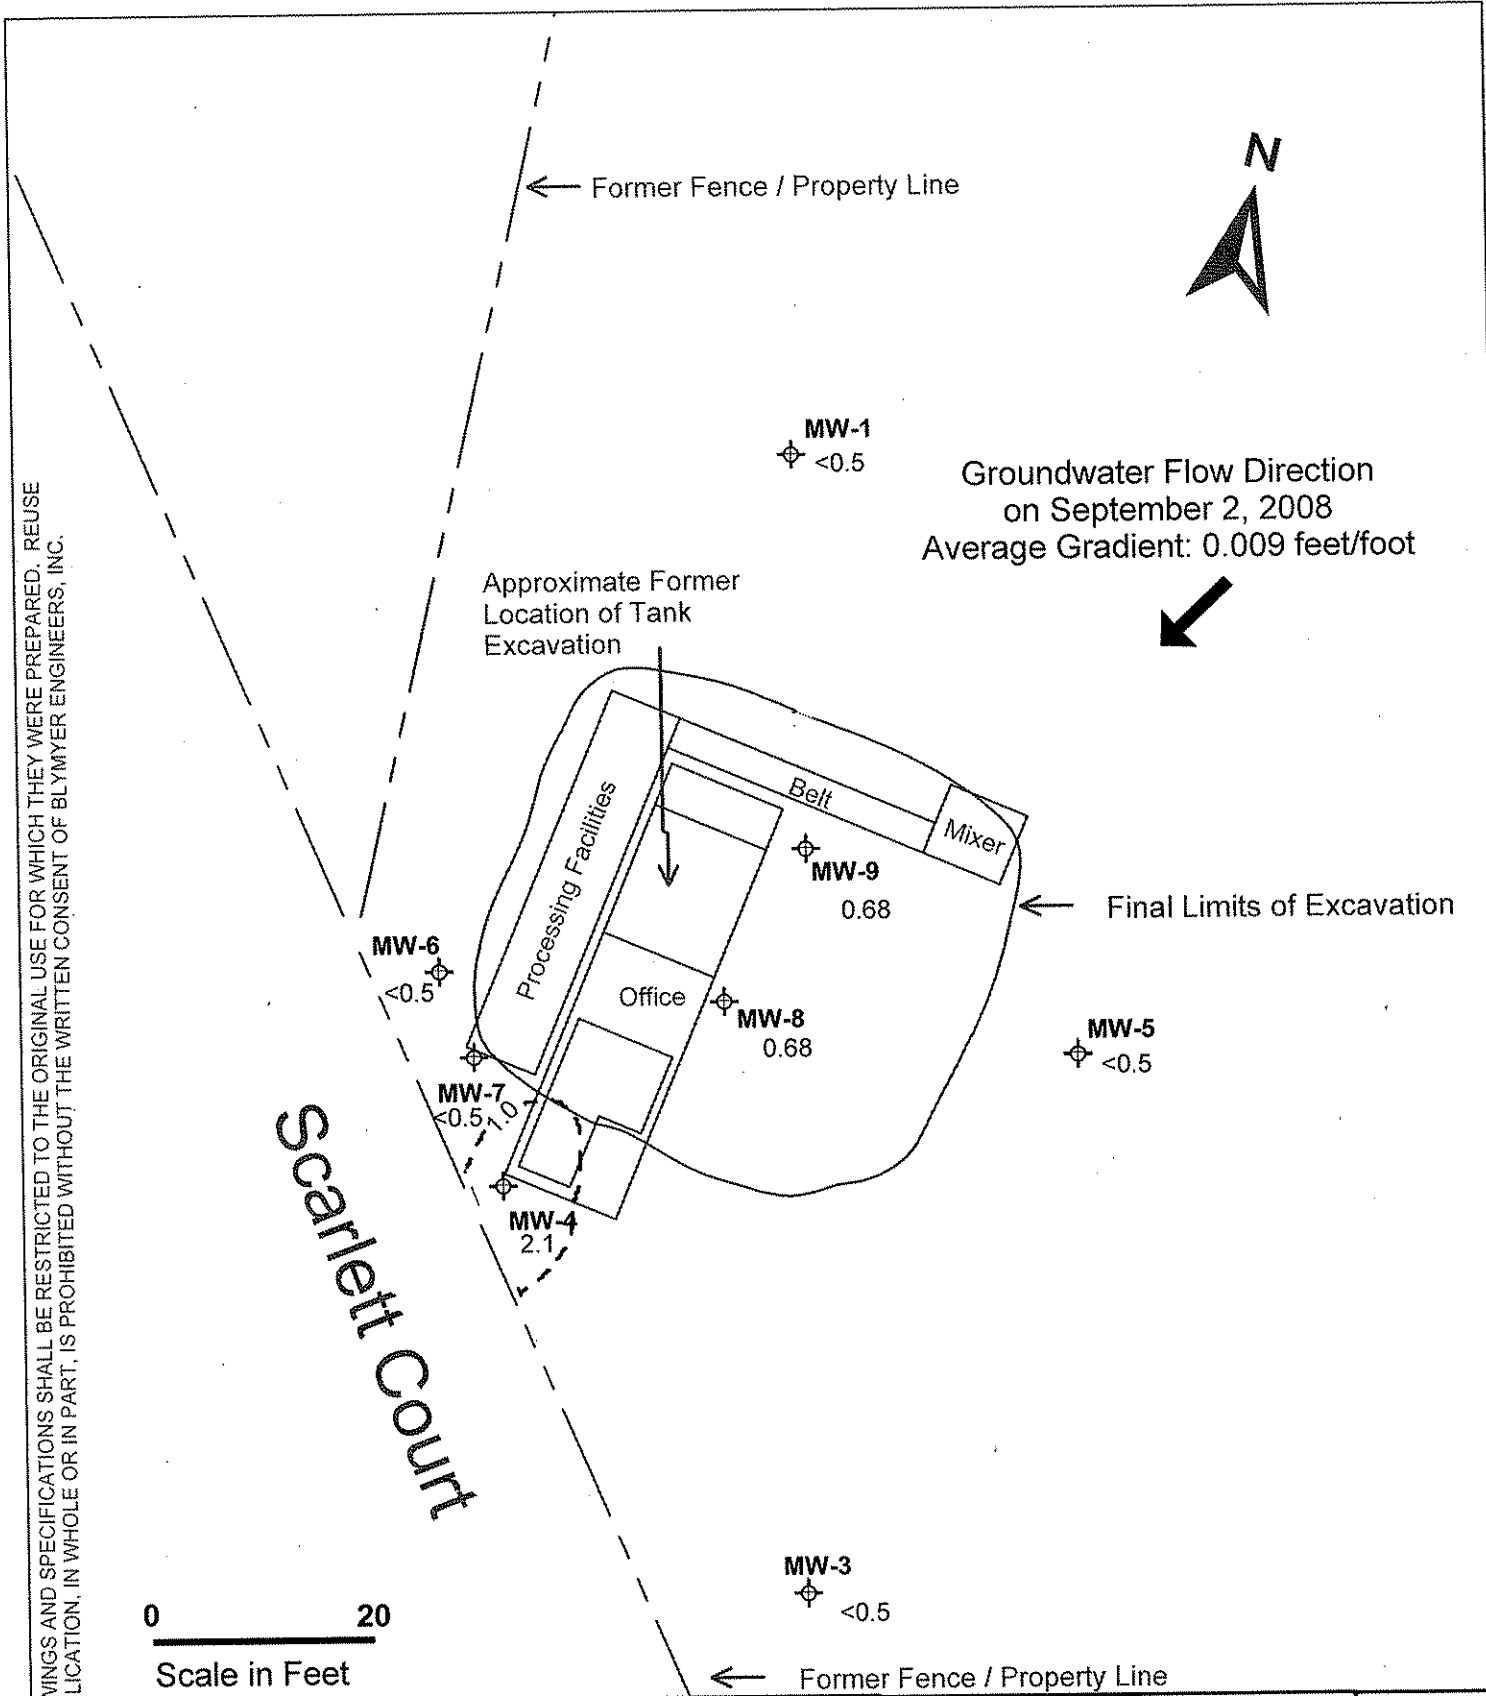 Former Fence / Property Line
N
MW-1
<0.5
Groundwater Flow Direction
on September 2, 2008
Average Gradient: 0.009 feet/foot
Approximate Former
Location of Tank
Excavation
Belt
Mixer
Processing Facilities
MW-9
0.68
Final Limits of Excavation
MW-6
<0.5
Office
MW-8
0.68
MW-5
<0.5
MW-7
<0.5
1.0
MW-4
2.1
Scarlett Court
MW-3
<0.5
0 20
Scale in Feet
Former Fence / Property Line
VINGS AND SPECIFICATIONS SHALL BE RESTRICTED TO THE ORIGINAL USE FOR WHICH THEY WERE PREPARED. REUSE
LICATION, IN WHOLE OR IN PART, IS PROHIBITED WITHOUT THE WRITTEN CONSENT OF BLYMYER ENGINEERS, INC.